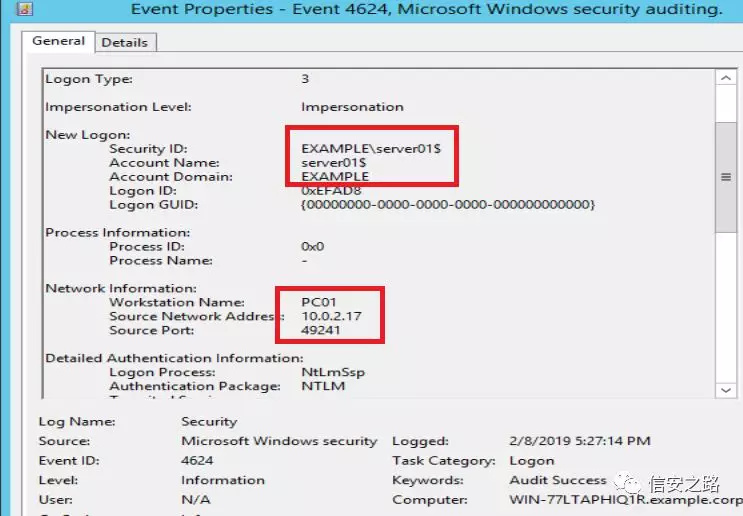 Event Properties - Event 4624, Microsoft Windows security auditing.
General Details
Logon Type: 3
Impersonation Level: Impersonation
New Logon:
Security ID: EXAMPLE\server01$
Account Name: server01$
Account Domain: EXAMPLE
Logon ID: 0xEFAD8
Logon GUID: {00000000-0000-0000-0000-000000000000}
Process Information:
Process ID: 0x0
Process Name: -
Network Information:
Workstation Name: PC01
Source Network Address: 10.0.2.17
Source Port: 49241
Detailed Authentication Information:
Logon Process: NtLmSsp
Authentication Package: NTLM
Log Name: Security
Source: Microsoft Windows security Logged: 2/8/2019 5:27:14 PM
Event ID: 4624 Task Category: Logon
Level: Information Keywords: Audit Success
User: N/A Computer: WIN-77LTAPHIQ1R.example.corp
信安之路